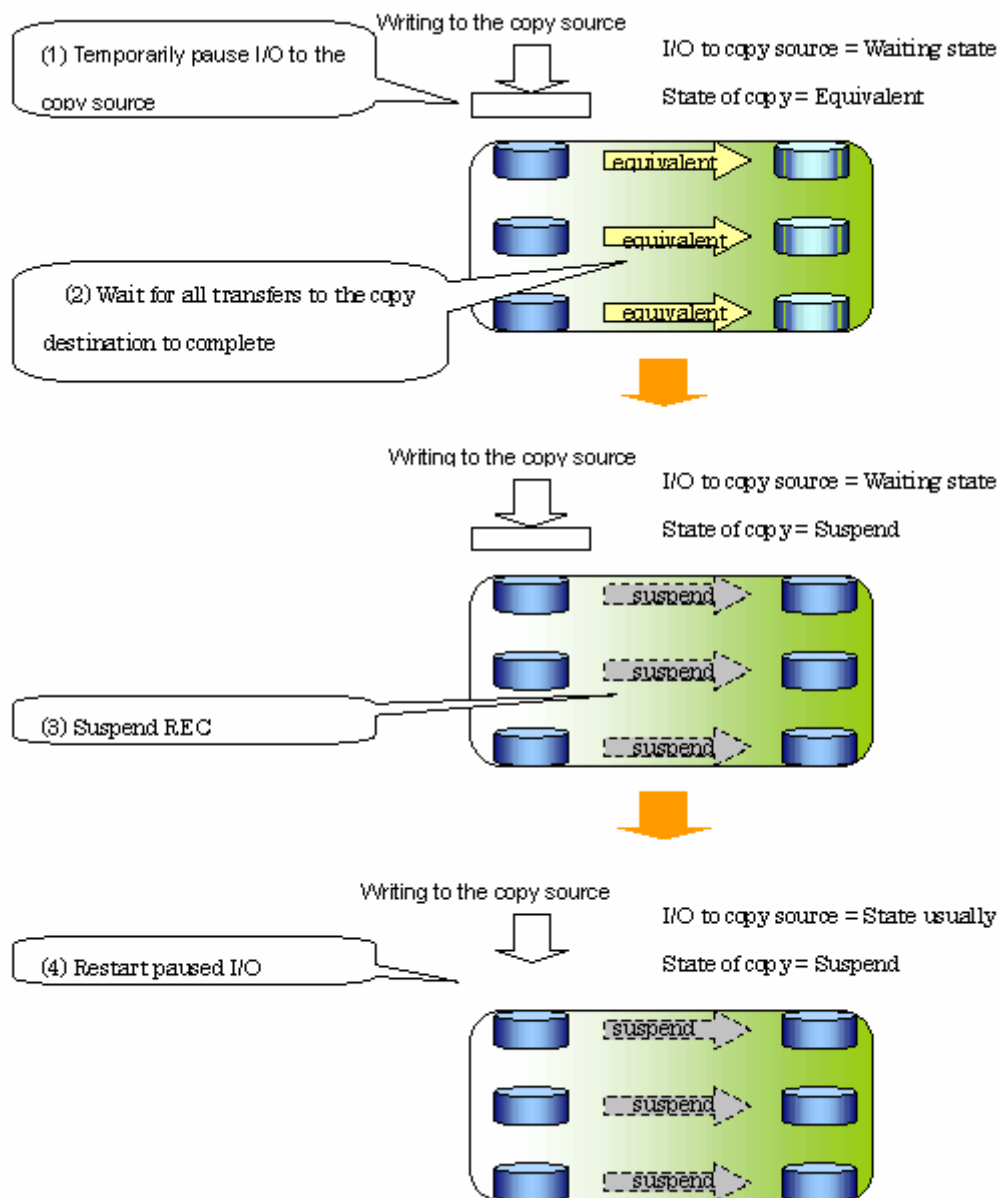 Writing to the copy source
(1) Temporarily pause I/O to the
copy source
I/O to copy source = Waiting state
State of copy = Equivalent
equivalent
equivalent
(2) Wait for all transfers to the copy
destination to complete
equivalent
Writing to the copy source
I/O to copy source = Waiting state
State of copy = Suspend
suspend
suspend
(3) Suspend REC
suspend
Writing to the copy source
I/O to copy source = State usually
(4) Restart paused I/O
State of copy = Suspend
suspend
suspend
suspend